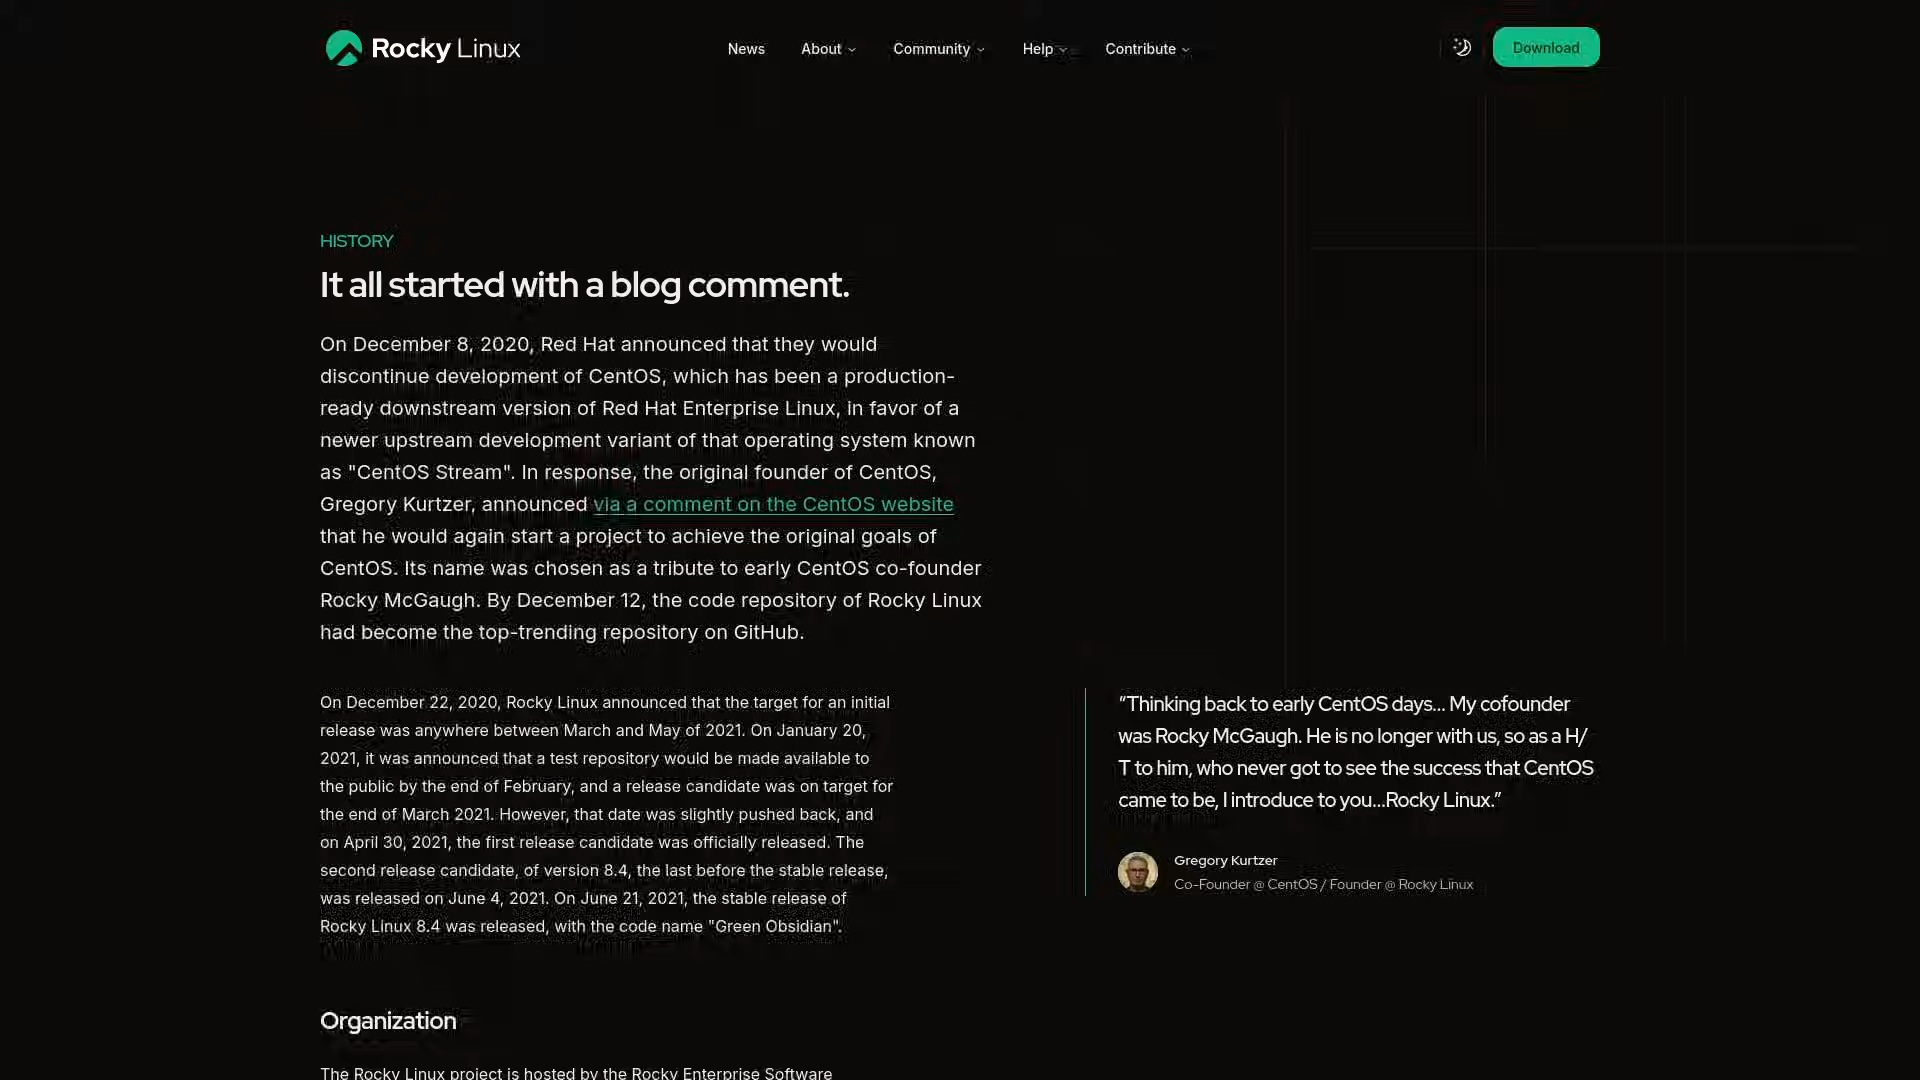 Rocky Linux
News
About
Community
Help
Contribute
Download
HISTORY
It all started with a blog comment.
On December 8, 2020, Red Hat announced that they would
discontinue development of CentOS, which has been a production-
ready downstream version of Red Hat Enterprise Linux, in favor of a
newer upstream development variant of that operating system known
as "CentOS Stream". In response, the original founder of CentOS,
Gregory Kurtzer, announced via a comment on the CentOS website
that he would again start a project to achieve the original goals of
CentOS. Its name was chosen as a tribute to early CentOS co-founder
Rocky McGaugh. By December 12, the code repository of Rocky Linux
had become the top-trending repository on GitHub.
On December 22, 2020, Rocky Linux announced that the target for an initial
release was anywhere between March and May of 2021. On January 20,
2021, it was announced that a test repository would be made available to
the public by the end of February, and a release candidate was on target for
the end of March 2021. However, that date was slightly pushed back, and
on April 30, 2021, the first release candidate was officially released. The
second release candidate, of version 8.4, the last before the stable release,
was released on June 4, 2021. On June 21, 2021, the stable release of
Rocky Linux 8.4 was released, with the code name "Green Obsidian".
“Thinking back to early CentOS days... My cofounder
was Rocky McGaugh. He is no longer with us, so as a H/
T to him, who never got to see the success that CentOS
came to be, I introduce to you...Rocky Linux.”
Gregory Kurtzer
Co-Founder @ CentOS / Founder @ Rocky Linux
Organization
The Rocky Linux project is hosted by the Rocky Enterprise Software